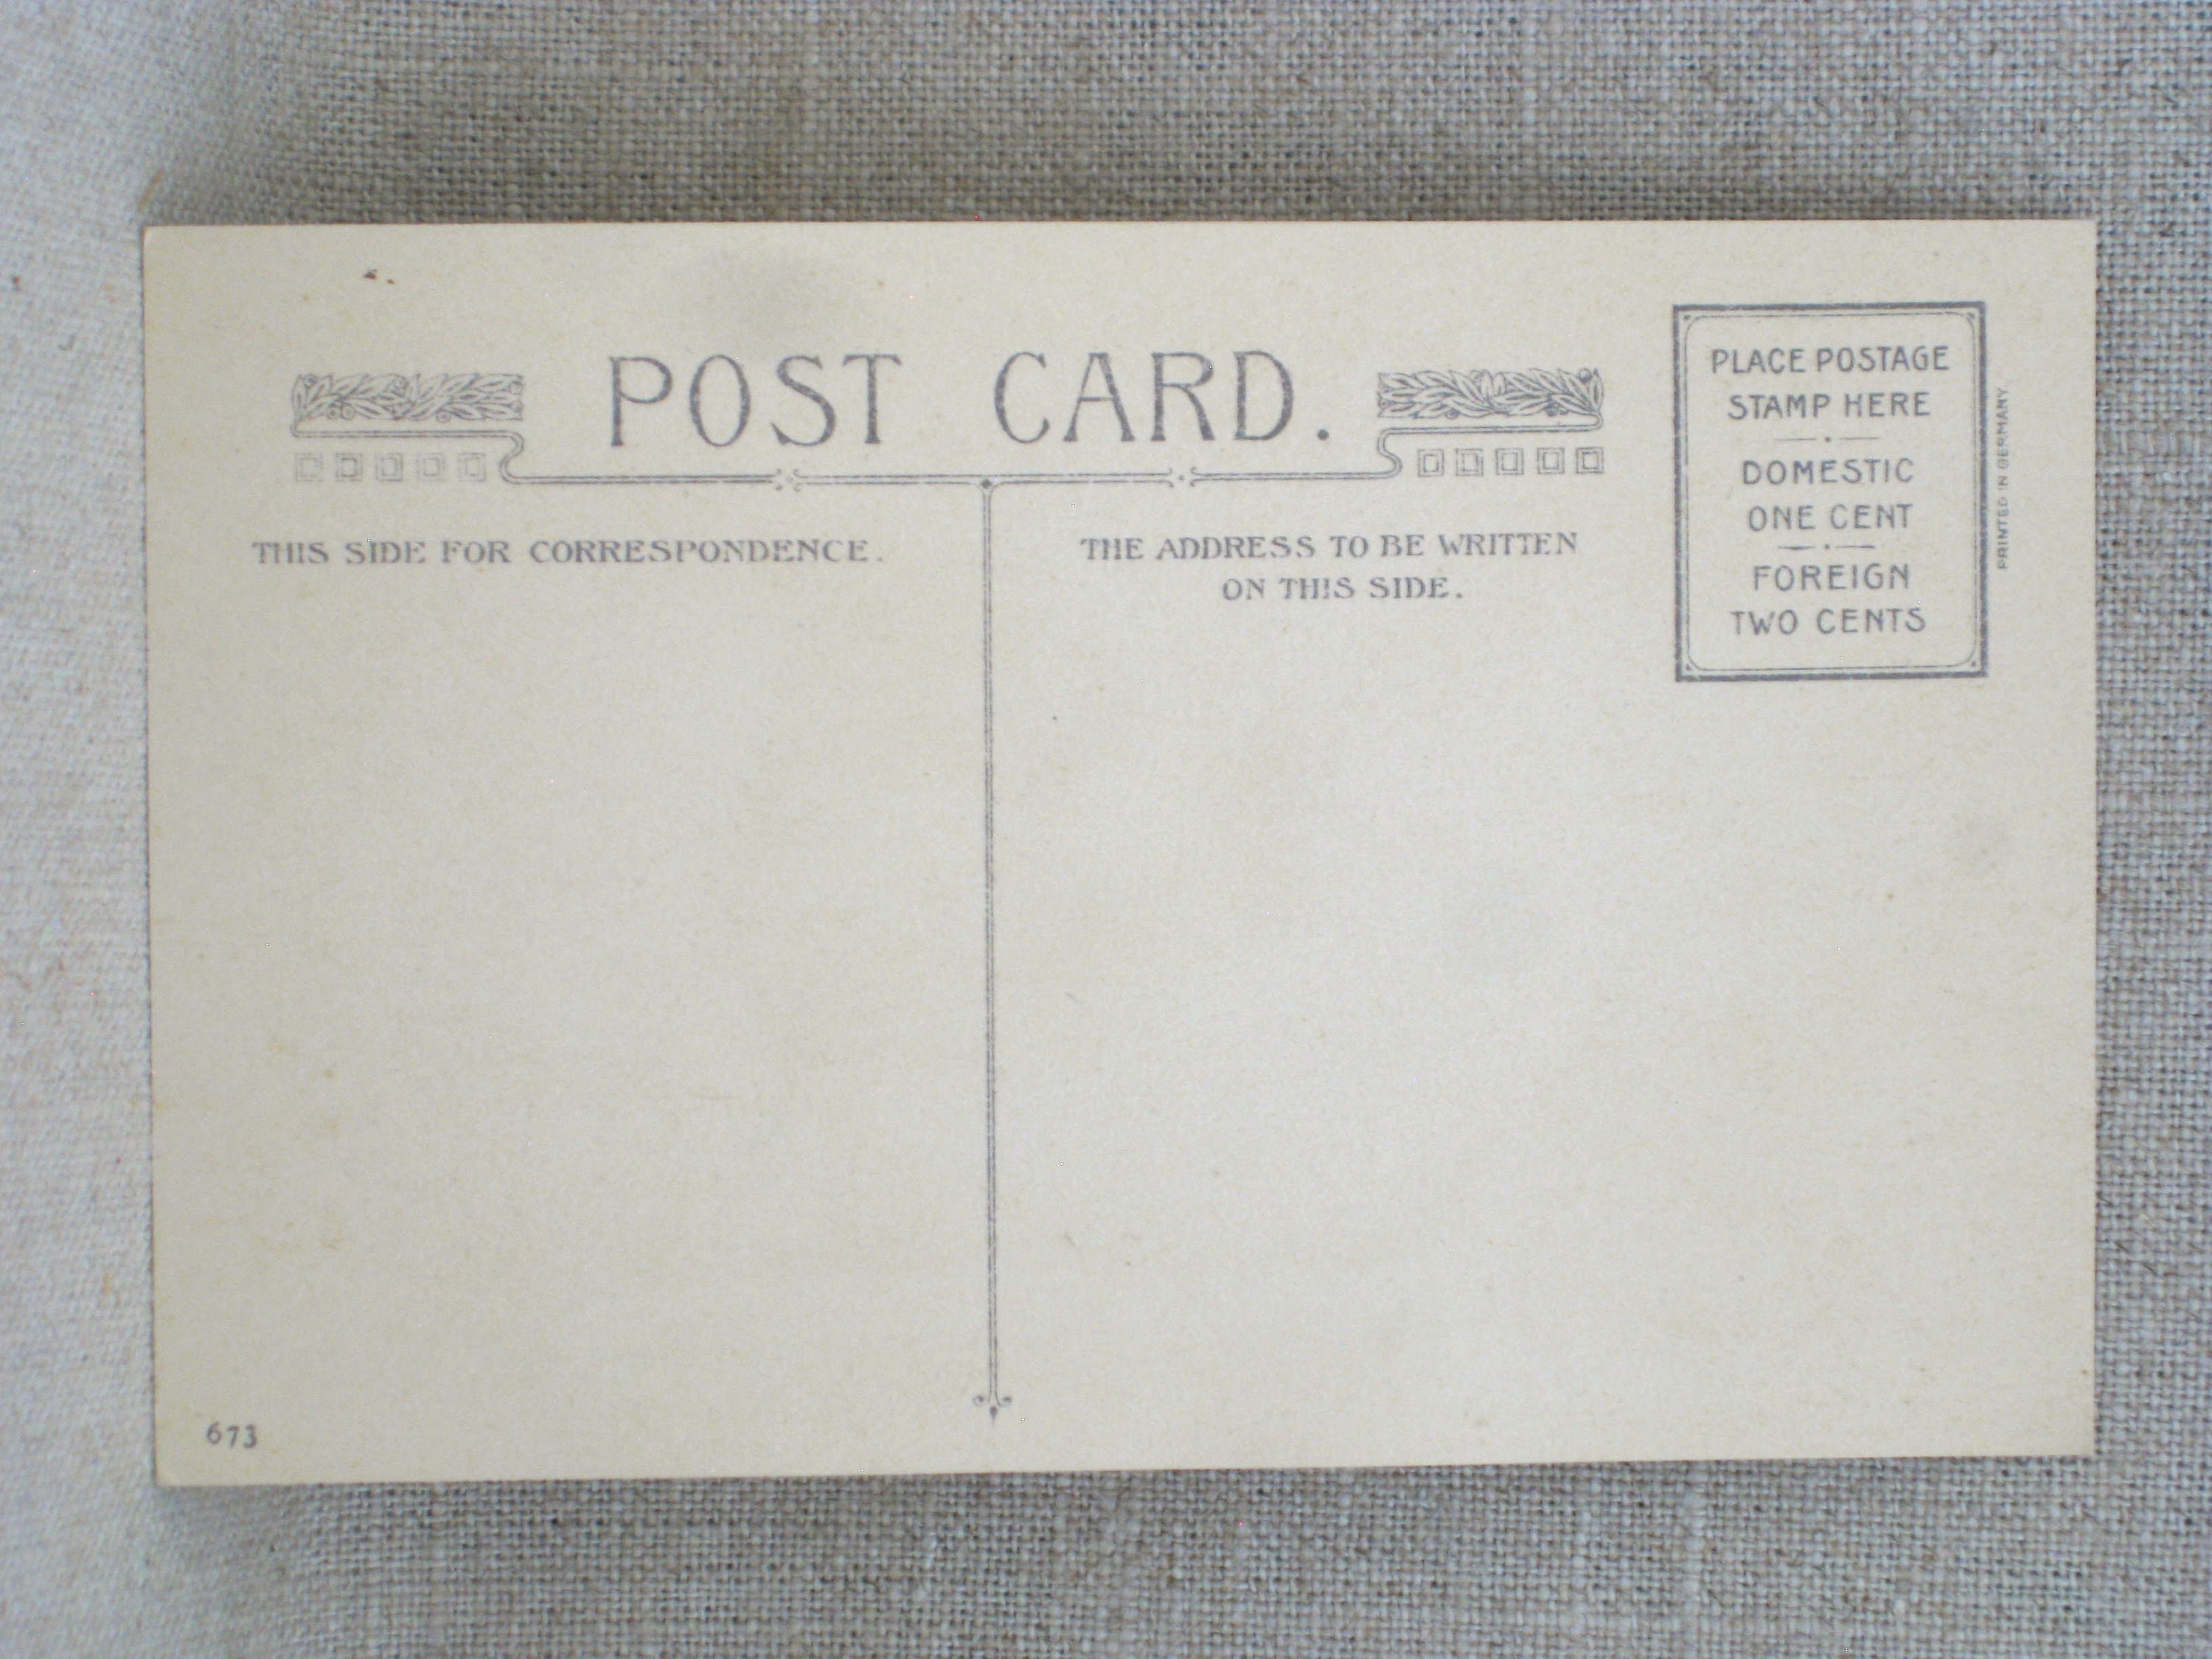 POST CARD.
THIS SIDE FOR CORRESPONDENCE.
THE ADDRESS TO BE WRITTEN
ON THIS SIDE.
PLACE POSTAGE
STAMP HERE
DOMESTIC
ONE CENT
FOREIGN
TWO CENTS
PRINTED IN GERMANY.
673